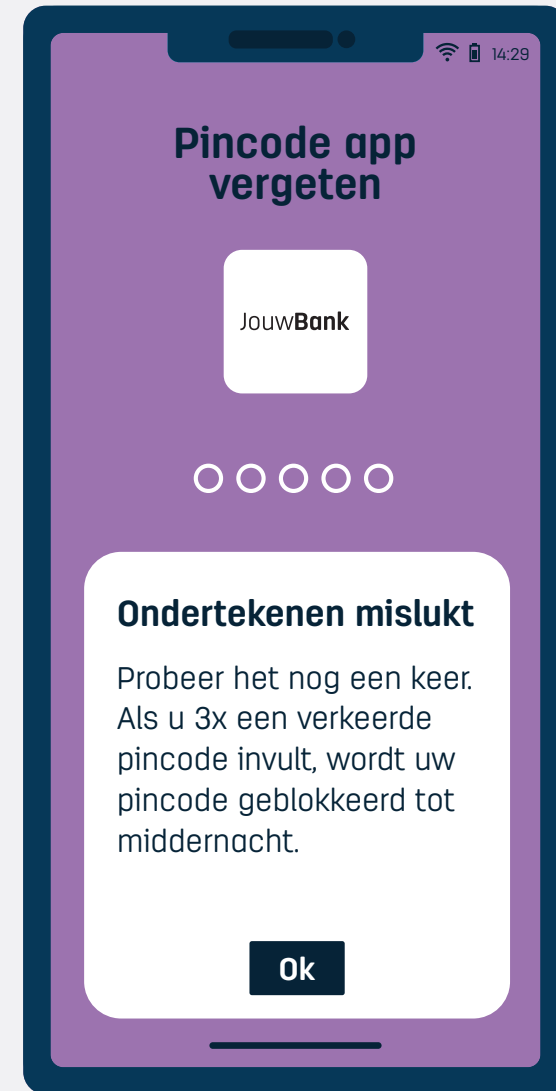 14:29
Pincode app
vergeten
JouwBank
Ondertekenen mislukt
Probeer het nog een keer.
Als u 3x een verkeerde
pincode invult, wordt uw
pincode geblokkeerd tot
middernacht.
Ok